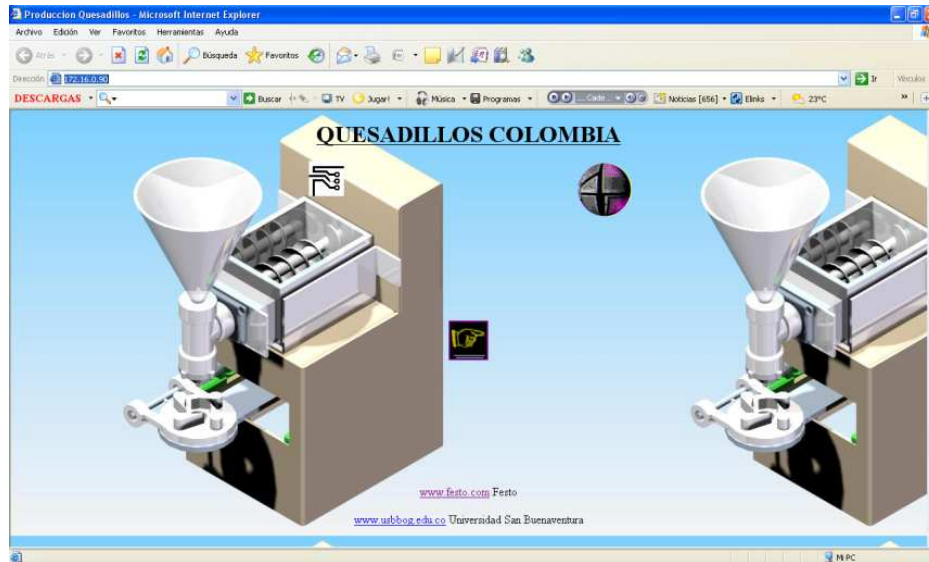 Produccion Quesadillos - Microsoft Internet Explorer
Archivo Edición Ver Favoritos Herramientas Ayuda
Atrás Búsqueda Favoritos
Dirección 172.16.0.90 Ir Vínculos
DESCARGAS Buscar TV Jugar! Música Programas Noticias [656] Elinks 23°C
QUESADILLOS COLOMBIA
www.festo.com Festo
www.usbbog.edu.co Universidad San Buenaventura
Mi PC